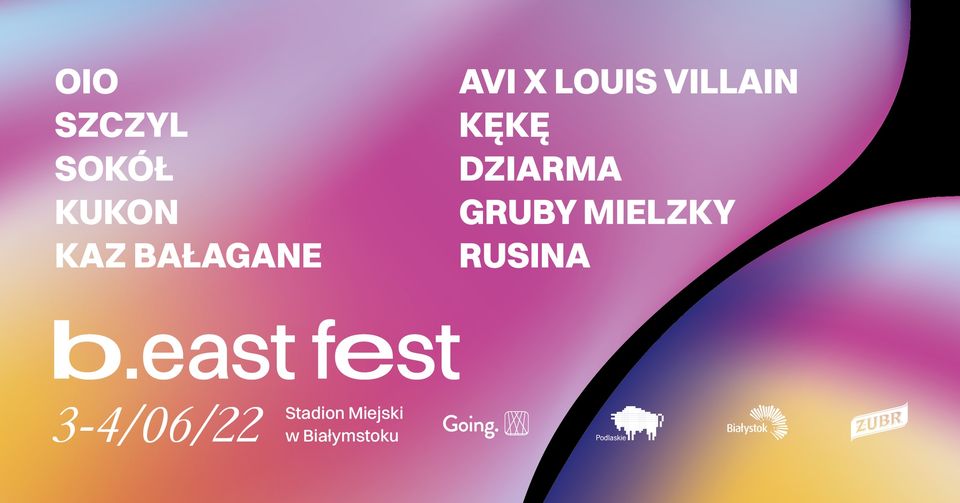 OIO
SZCZYL
SOKÓŁ
KUKON
KAZ BAŁAGANE
AVI X LOUIS VILLAIN
KĘKĘ
DZIARMA
GRUBY MIELZKY
RUSINA
b.east fest
3-4/06/22
Stadion Miejski
w Białymstoku
Going.
Podlaskie
Białystok
ZUBR